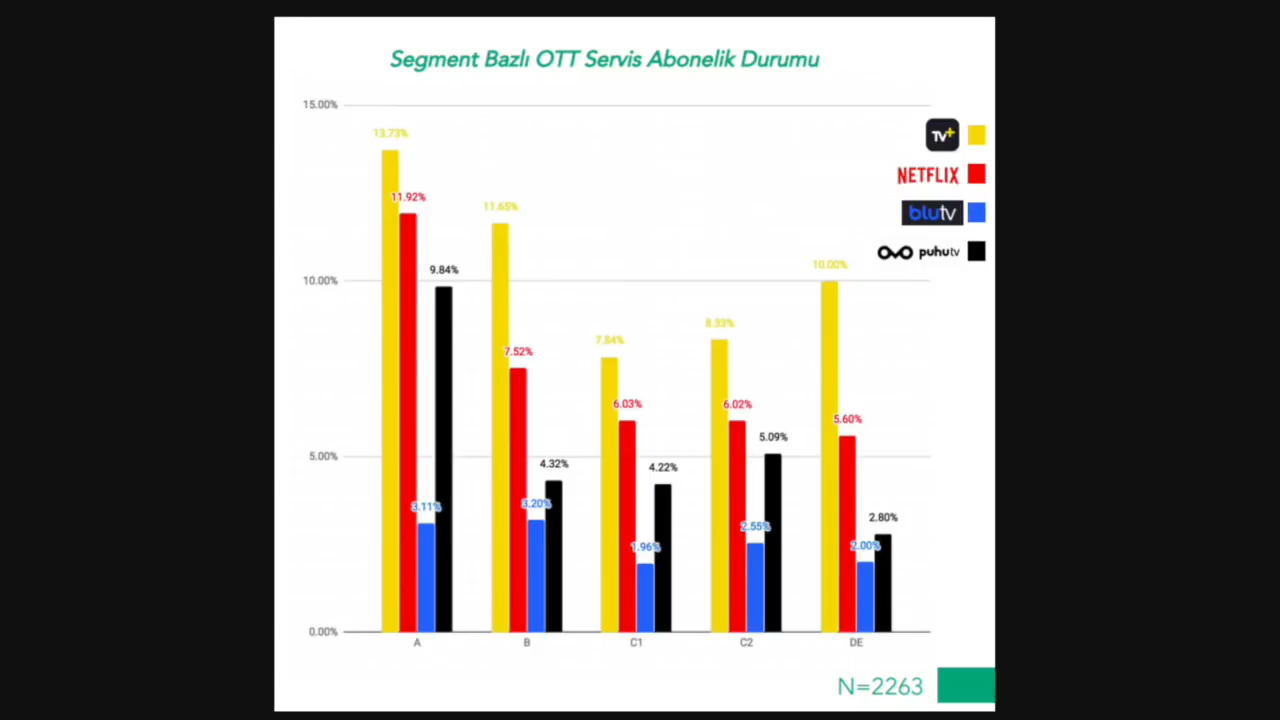 Segment Bazlı OTT Servis Abonelik Durumu
15.00%
10.00%
5.00%
0.00%
13.73%
11.92%
3.11%
9.84%
11.65%
7.52%
3.20%
4.32%
7.84%
6.03%
1.96%
4.22%
8.33%
6.02%
2.55%
5.09%
10.00%
5.60%
2.00%
2.80%
A
B
C1
C2
DE
TV+
NETFLIX
blutv
puhutv
N=2263